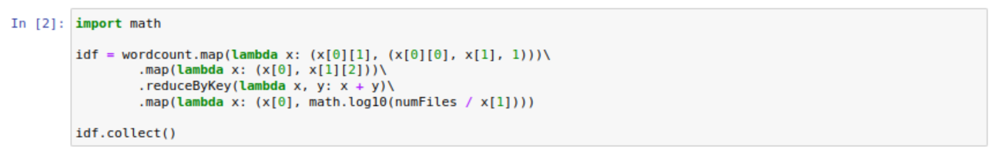 In [2]: import math
idf = wordcount.map(lambda x: (x[0][1], (x[0][0], x[1], 1)))\
.map(lambda x: (x[0], x[1][2]))\
.reduceByKey(lambda x, y: x + y)\
.map(lambda x: (x[0], math.log10(numFiles / x[1])))
idf.collect()